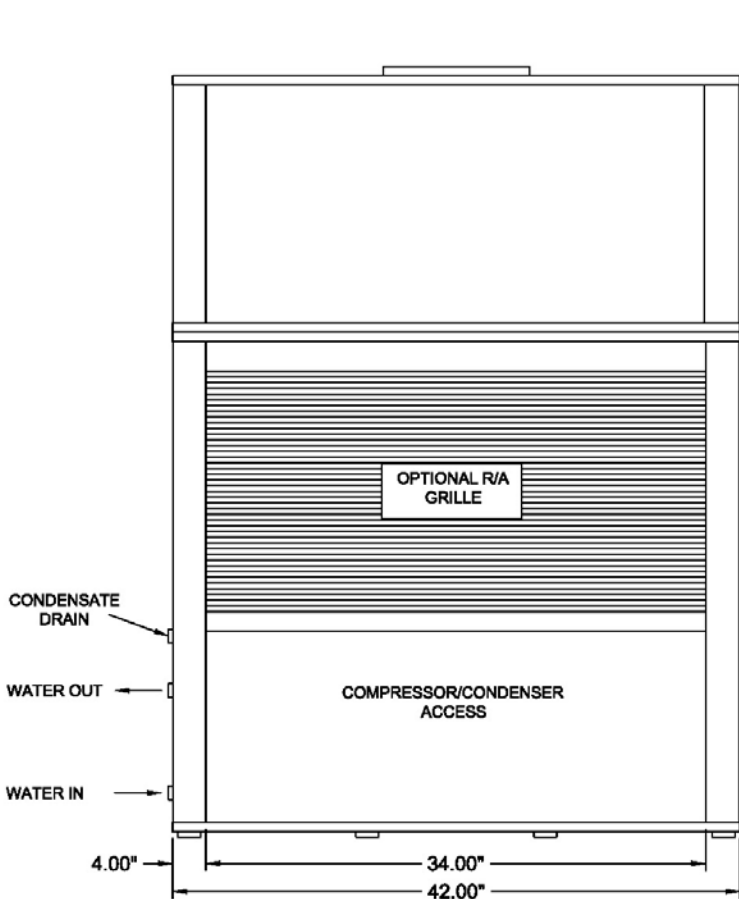 OPTIONAL R/A
GRILLE
CONDENSATE
DRAIN
WATER OUT
COMPRESSOR/CONDENSER
ACCESS
WATER IN
4.00"
34.00"
42.00"